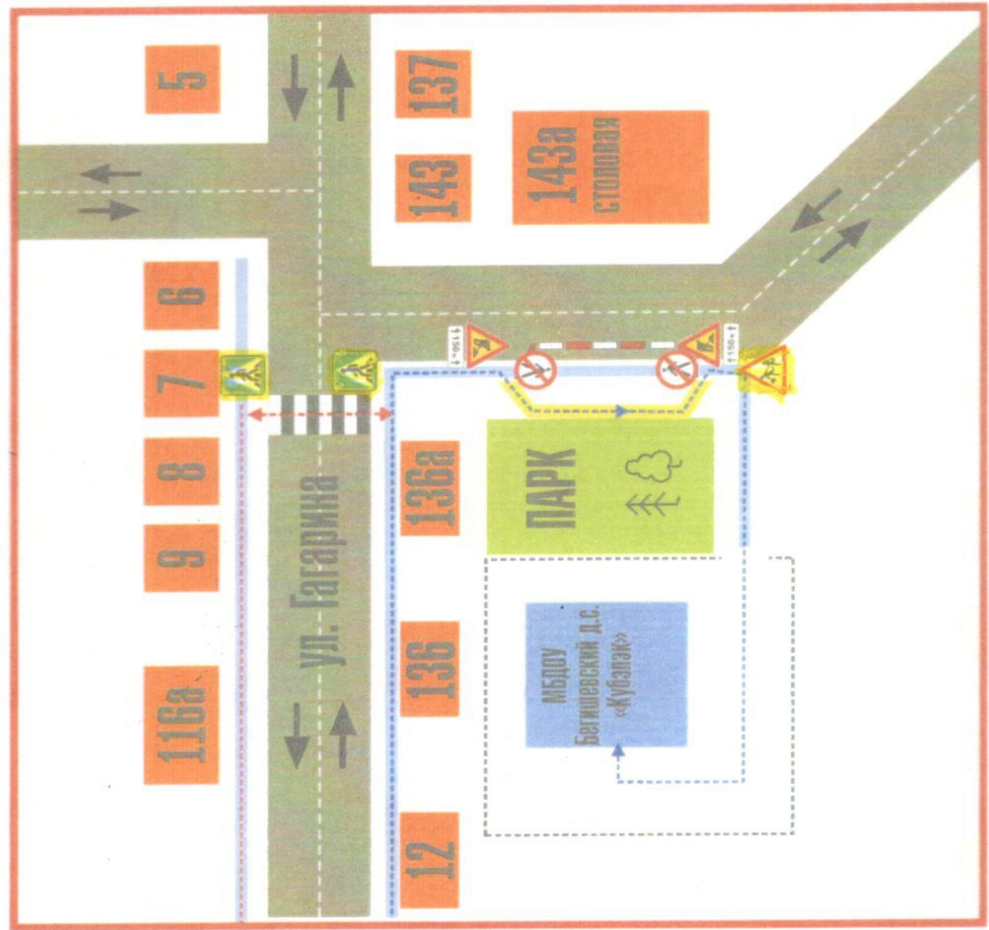 5
6
7
8
9
116а
ул. Гагарина
137
143
143а
столовая
136а
136
12
ПАРК
МБДОУ
Бегишевский д.с.
«Кубэлэк»